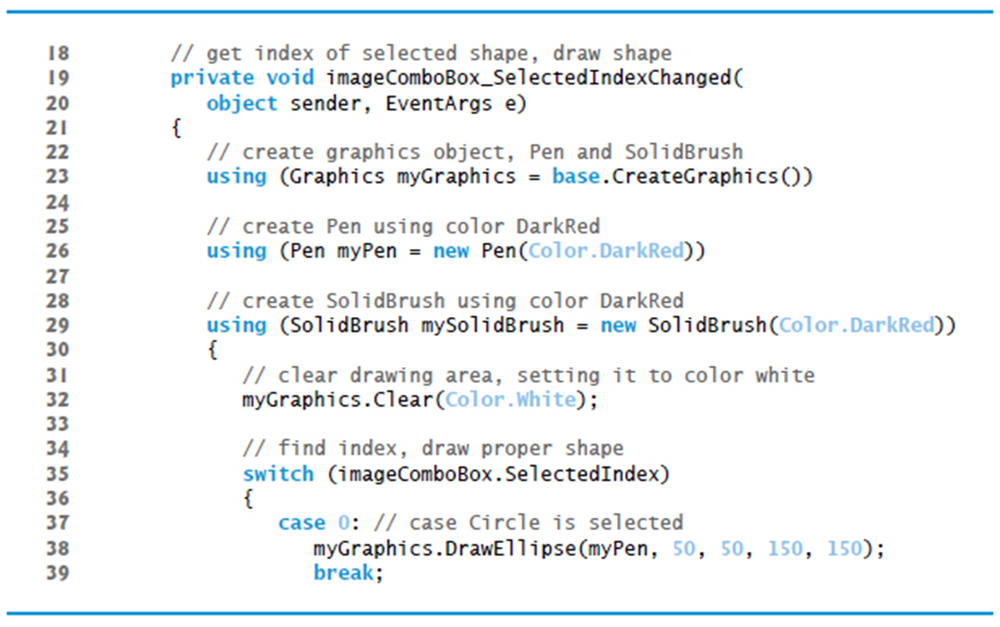 18 // get index of selected shape, draw shape
19 private void imageComboBox_SelectedIndexChanged(
20 object sender, EventArgs e)
21 {
22 // create graphics object, Pen and SolidBrush
23 using (Graphics myGraphics = base.CreateGraphics())
24
25 // create Pen using color DarkRed
26 using (Pen myPen = new Pen(Color.DarkRed))
27
28 // create SolidBrush using color DarkRed
29 using (SolidBrush mySolidBrush = new SolidBrush(Color.DarkRed))
30 {
31 // clear drawing area, setting it to color white
32 myGraphics.Clear(Color.White);
33
34 // find index, draw proper shape
35 switch (imageComboBox.SelectedIndex)
36 {
37 case 0: // case Circle is selected
38 myGraphics.DrawEllipse(myPen, 50, 50, 150, 150);
39 break;